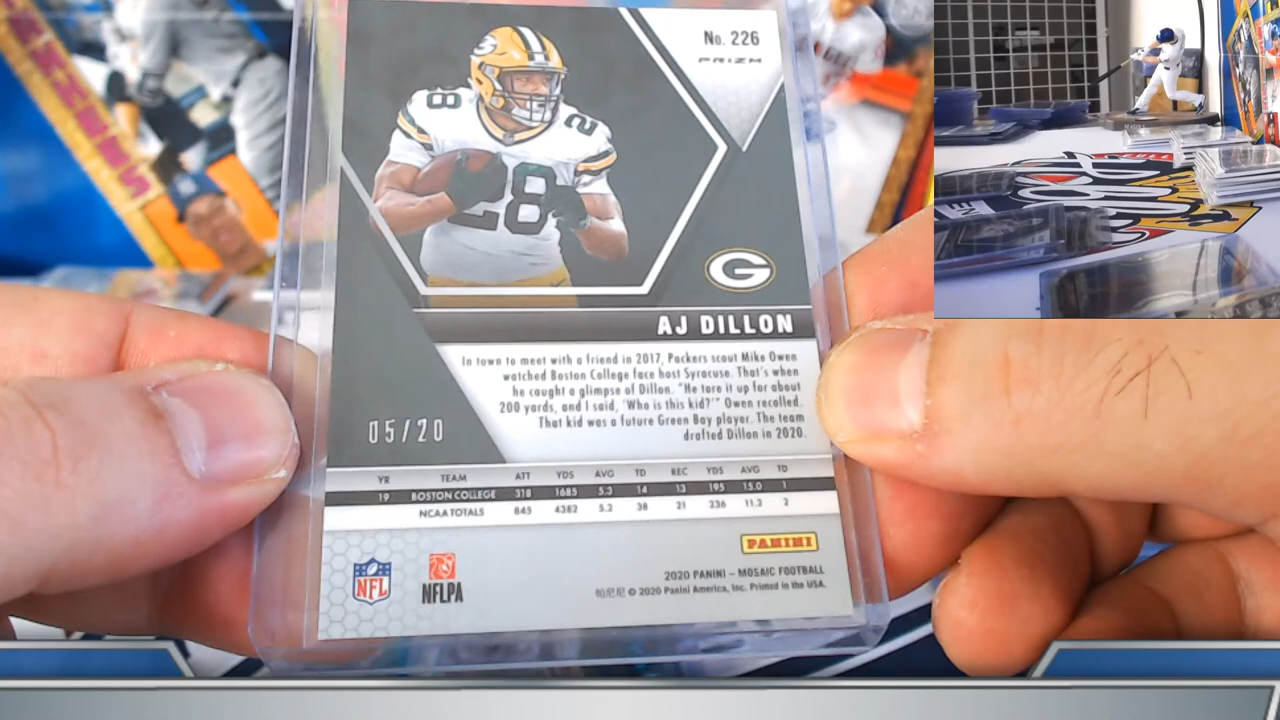 No. 226
PRIZM
28
28
28
G
AJ DILLON
In town to meet with a friend in 2017, Packers scout Mike Owen
watched Boston College face host Syracuse. That's when
he caught a glimpse of Dillon. "He tore it up for about
200 yards, and I said, 'Who is this kid?'" Owen recalled.
That kid was a future Green Bay player. The team
drafted Dillon in 2020.
05/20
YR TEAM ATT YDS AVG TD REC YDS AVG TD
19 BOSTON COLLEGE 318 1685 5.3 14 13 195 15.0 1
NCAA TOTALS 845 4382 5.2 38 21 236 11.2 2
PANINI
NFL
NFLPA
2020 PANINI – MOSAIC FOOTBALL
帕尼尼 © 2020 Panini America, Inc. Printed in the USA.